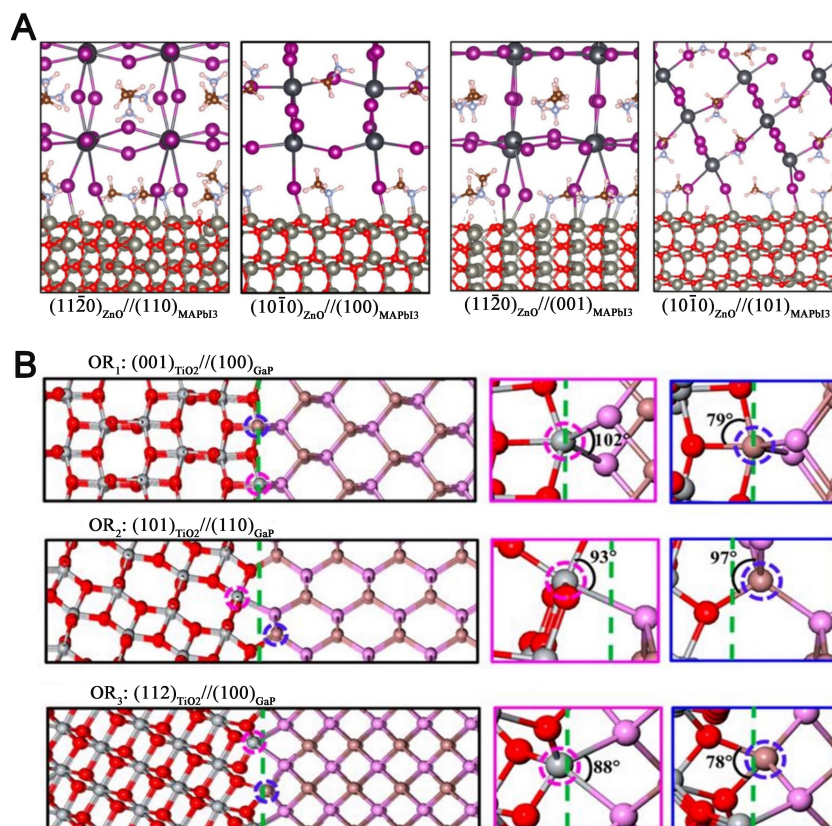 A
(112̅0)ZnO//(110)MAPbI3 (101̅0)ZnO//(100)MAPbI3 (112̅0)ZnO//(001)MAPbI3 (101̅0)ZnO//(101)MAPbI3
B
OR₁: (001)TiO2//(100)GaP
102° 79°
OR₂: (101)TiO2//(110)GaP
93° 97°
OR₃: (112)TiO2//(100)GaP
88° 78°